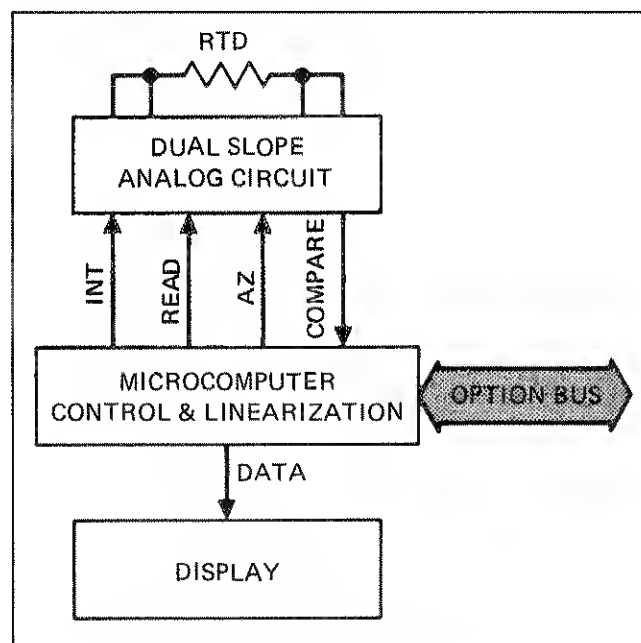 RTD
DUAL SLOPE
ANALOG CIRCUIT
INT
READ
AZ
COMPARE
MICROCOMPUTER
CONTROL & LINEARIZATION
OPTION BUS
DATA
DISPLAY